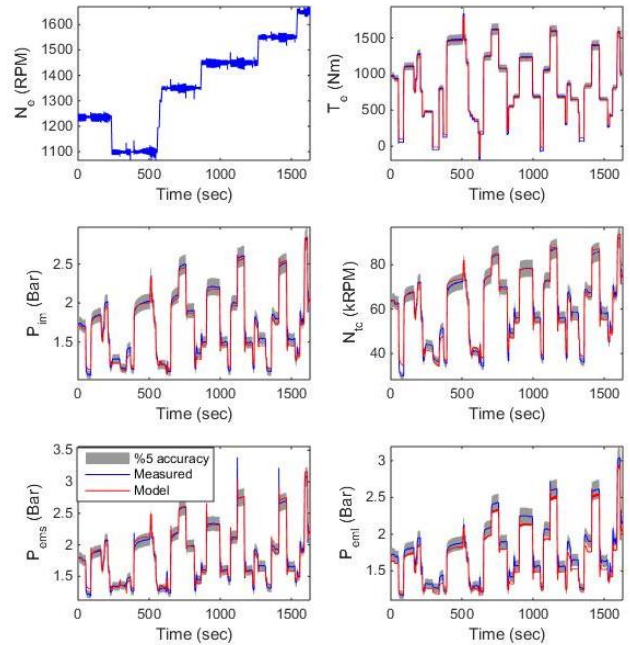 1600
1500
1400
1300
1200
1100
N_e (RPM)
0 500 1000 1500
Time (sec)
1500
1000
500
0
T_e (Nm)
0 500 1000 1500
Time (sec)
2.5
2
1.5
P_im (Bar)
0 500 1000 1500
Time (sec)
80
60
40
N_tc (kRPM)
0 500 1000 1500
Time (sec)
3.5
3
2.5
2
1.5
P_ems (Bar)
%5 accuracy
Measured
Model
0 500 1000 1500
Time (sec)
3
2.5
2
1.5
P_eml (Bar)
0 500 1000 1500
Time (sec)